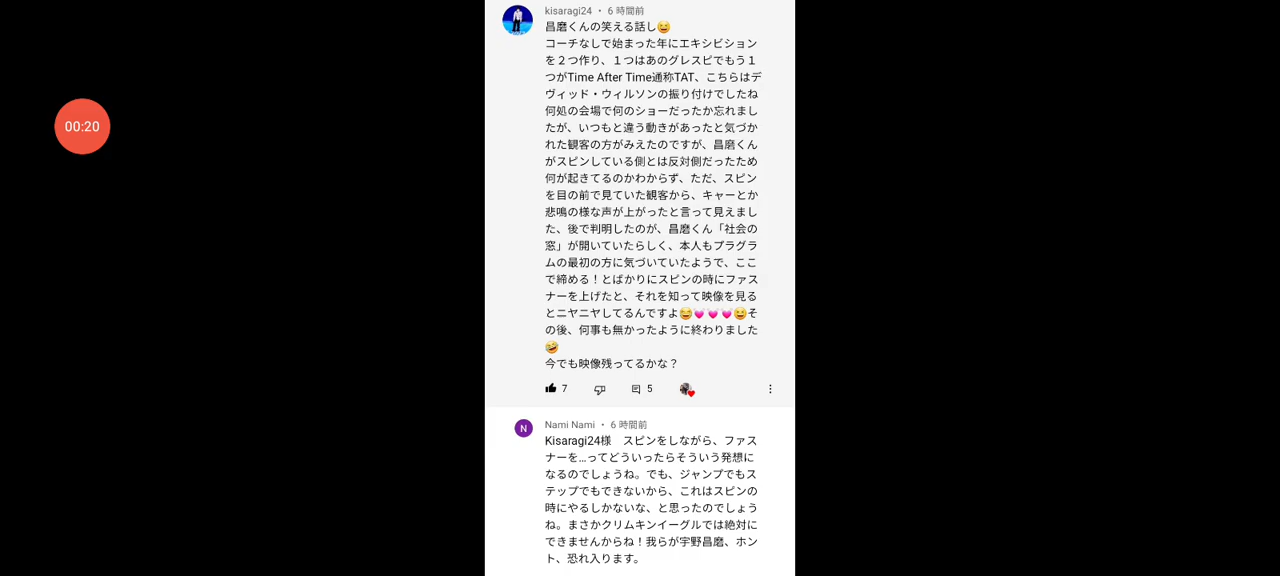 kisaragi24 • 6 時間前
昌磨くんの笑える話し😆
コーチなしで始まった年にエキシビション
を２つ作り、１つはあのグレスピでもう１
つがTime After Time通称TAT、こちらはデ
ヴィッド・ウィルソンの振り付けでしたね
何処の会場で何のショーだったか忘れまし
たが、いつもと違う動きがあったと気づか
れた観客の方がみえたのですが、昌磨くん
がスピンしている側とは反対側だったため
何が起きてるのかわからず、ただ、スピン
を目の前で見ていた観客から、キャーとか
悲鳴の様な声が上がったと言って見えまし
た、後で判明したのが、昌磨くん「社会の
窓」が開いていたらしく、本人もプラグラ
ムの最初の方に気づいていたようで、ここ
で締める！とばかりにスピンの時にファス
ナーを上げたと、それを知って映像を見る
とニヤニヤしてるんですよ😆💓💓💓😆そ
の後、何事も無かったように終わりました
🤣
今でも映像残ってるかな？
7 5
00:20
N
Nami Nami • 6 時間前
Kisaragi24様　スピンをしながら、ファス
ナーを…ってどういったらそういう発想に
なるのでしょうね。でも、ジャンプでもス
テップでもできないから、これはスピンの
時にやるしかないな、と思ったのでしょう
ね。まさかクリムキンイーグルでは絶対に
できませんからね！我らが宇野昌磨、ホン
ト、恐れ入ります。